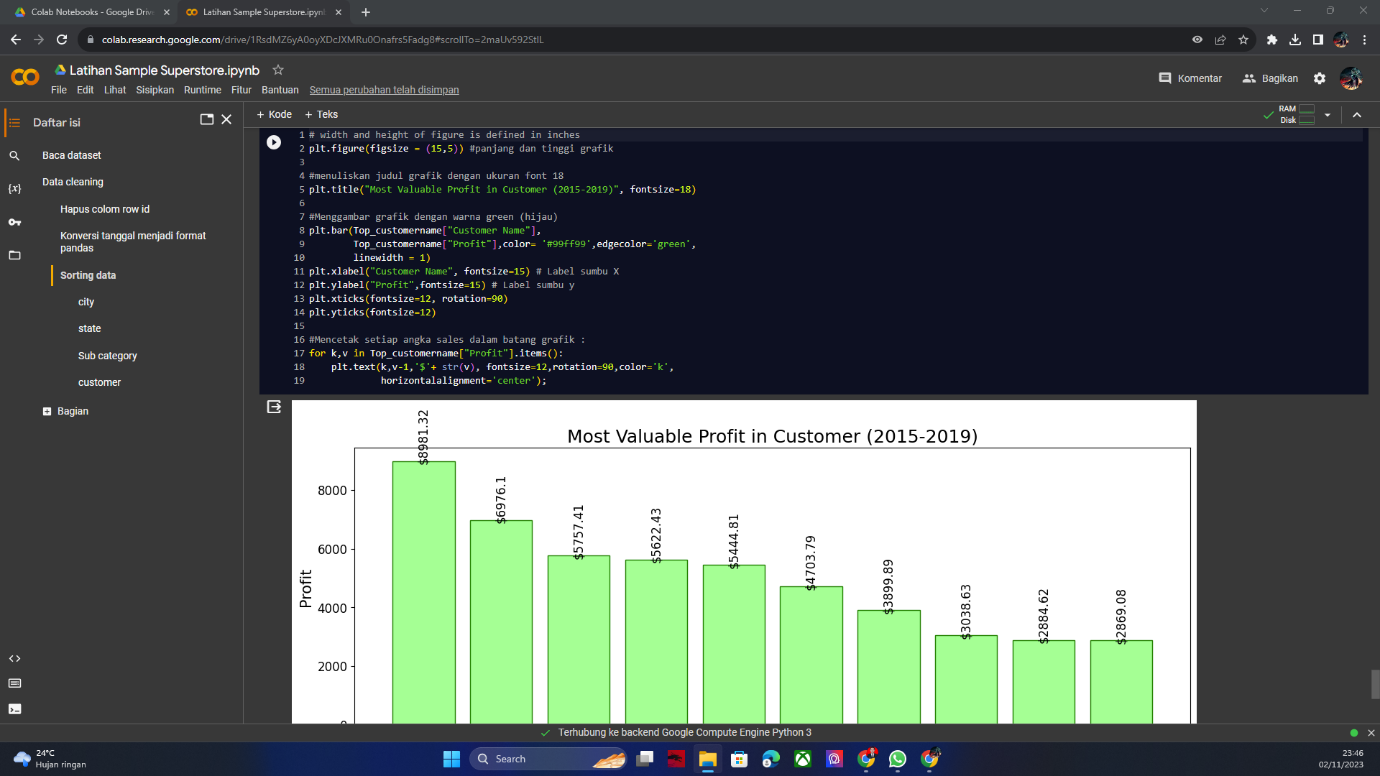 Colab Notebooks - Google Driv
Latihan Sample Superstore.ipynb
colab.research.google.com/drive/1RsdMZ6yA0oyXDcJXMRu0Onafrs5Fadg8#scrollTo=2maUv592StIL
Latihan Sample Superstore.ipynb
File Edit Lihat Sisipkan Runtime Fitur Bantuan Semua perubahan telah disimpan
Komentar
Bagikan
Daftar isi
Baca dataset
Data cleaning
Hapus colom row id
Konversi tanggal menjadi format
pandas
Sorting data
city
state
Sub category
customer
Bagian
+ Kode + Teks
RAM
Disk
1 # width and height of figure is defined in inches
2 plt.figure(figsize = (15,5)) #panjang dan tinggi grafik
3
4 #menuliskan judul grafik dengan ukuran font 18
5 plt.title("Most Valuable Profit in Customer (2015-2019)", fontsize=18)
6
7 #Menggambar grafik dengan warna green (hijau)
8 plt.bar(Top_customername["Customer Name"],
9 Top_customername["Profit"],color= '#99ff99',edgecolor='green',
10 linewidth = 1)
11 plt.xlabel("Customer Name", fontsize=15) # Label sumbu X
12 plt.ylabel("Profit",fontsize=15) # Label sumbu y
13 plt.xticks(fontsize=12, rotation=90)
14 plt.yticks(fontsize=12)
15
16 #Mencetak setiap angka sales dalam batang grafik :
17 for k,v in Top_customername["Profit"].items():
18 plt.text(k,v-1,'$'+ str(v), fontsize=12,rotation=90,color='k',
19 horizontalalignment='center');
Most Valuable Profit in Customer (2015-2019)
Profit
8000
6000
4000
2000
0
$8981.32
$6976.1
$5757.41
$5622.43
$5444.81
$4703.79
$3899.89
$3038.63
$2884.62
$2869.08
Terhubung ke backend Google Compute Engine Python 3
24°C
Hujan ringan
Search
23:46
02/11/2023